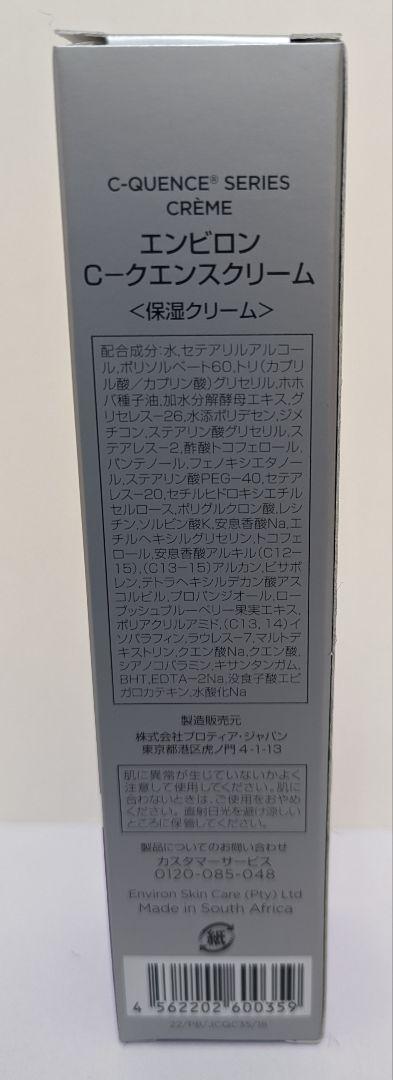 C-QUENCE® SERIES
CRÈME
エンビロン
C－クエンスクリーム
＜保湿クリーム＞
配合成分：水,セテアリルアルコー
ル,ポリソルベート60,トリ（カプリ
ル酸／カプリン酸）グリセリル,ホホ
バ種子油,加水分解酵母エキス,グ
リセレス－26,水添ポリデセン,ジメ
チコン,ステアリン酸グリセリル,ス
テアレス－2,酢酸トコフェロール,
パンテノール,フェノキシエタノー
ル,ステアリン酸PEG－40,セテア
レス－20,セチルヒドロキシエチル
セルロース,ポリグルクロン酸,レシ
チン,ソルビン酸K,安息香酸Na,エ
チルヘキシルグリセリン,トコフェ
ロール,安息香酸アルキル（C12－
15）,（C13－15）アルカン,ビサボ
レン,テトラヘキシルデカン酸アス
コルビル,プロパンジオール,ロー
ブッシュブルーベリー果実エキス,
ポリアクリルアミド,（C13，14）イ
ソパラフィン,ラウレス－7,マルトデ
キストリン,クエン酸Na,クエン酸,
シアノコバラミン,キサンタンガム,
BHT,EDTA－2Na,没食子酸エピ
ガロカテキン,水酸化Na
製造販売元
株式会社プロティア・ジャパン
東京都港区虎ノ門 4-1-13
肌に異常が生じていないかよく
注意して使用してください。肌に
合わないときは、ご使用をおやめ
ください。直射日光を避け涼しい
ところに保管してください。
製品についてのお問い合わせ
カスタマーサービス
0120-085-048
Environ Skin Care (Pty) Ltd
Made in South Africa
紙
4 562202 600359
22/PB/JCQC35/18